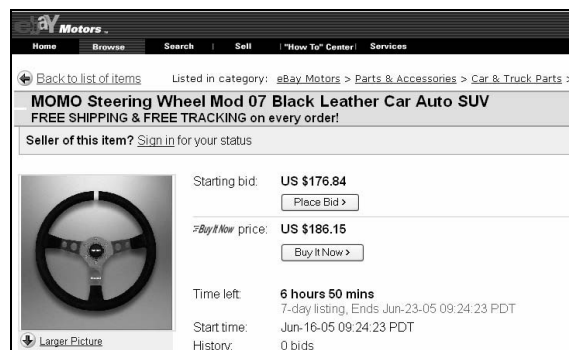 ebaY Motors
Home Browse Search | Sell | "How To" Center | Services
Back to list of items Listed in category: eBay Motors > Parts & Accessories > Car & Truck Parts >
MOMO Steering Wheel Mod 07 Black Leather Car Auto SUV
FREE SHIPPING & FREE TRACKING on every order!
Seller of this item? Sign in for your status
Starting bid: US $176.84
Place Bid >
Buy It Now price: US $186.15
Buy It Now >
Time left: 6 hours 50 mins
7-day listing, Ends Jun-23-05 09:24:23 PDT
Start time: Jun-16-05 09:24:23 PDT
Larger Picture
History: 0 bids